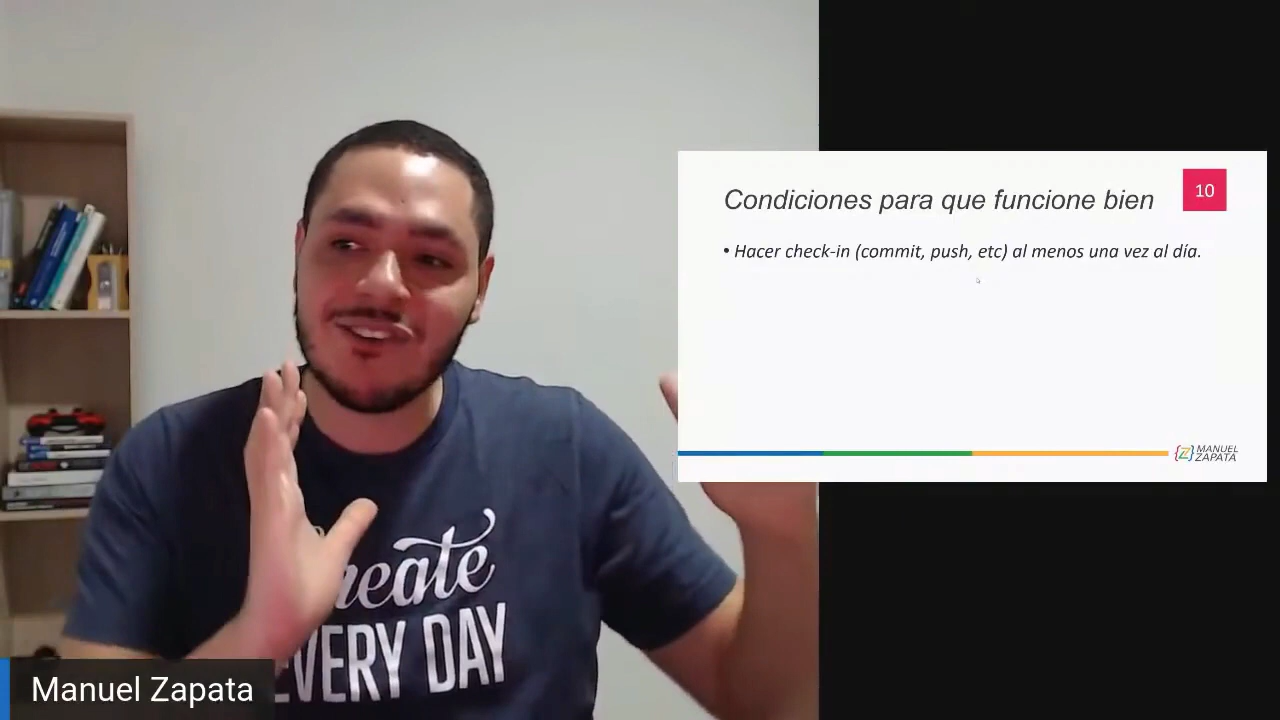 Condiciones para que funcione bien
10
• Hacer check-in (commit, push, etc) al menos una vez al día.
{Z} MANUEL
ZAPATA
EVERY DAY
Manuel Zapata